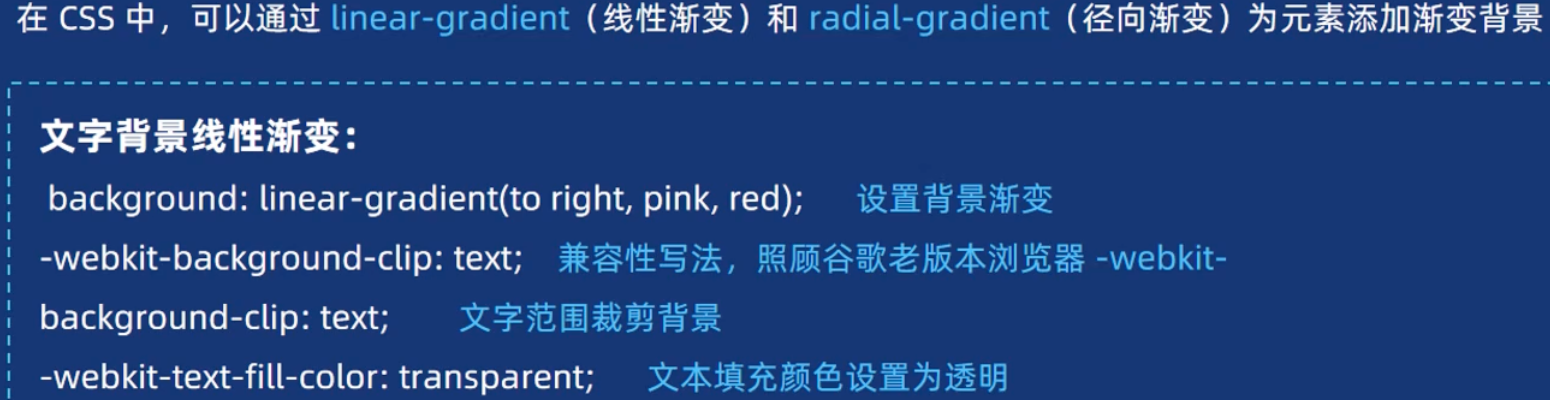 在 CSS 中，可以通过 linear-gradient（线性渐变）和 radial-gradient（径向渐变）为元素添加渐变背景
文字背景线性渐变：
background: linear-gradient(to right, pink, red); 设置背景渐变
-webkit-background-clip: text; 兼容性写法，照顾谷歌老版本浏览器 -webkit-
background-clip: text; 文字范围裁剪背景
-webkit-text-fill-color: transparent; 文本填充颜色设置为透明